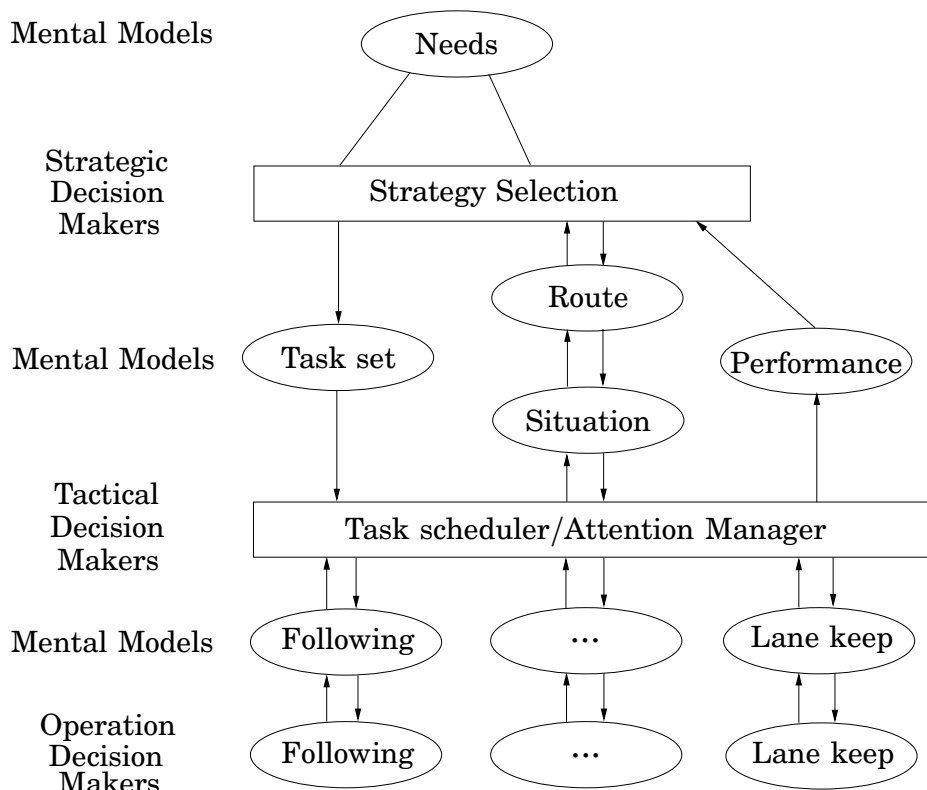 Mental Models
Needs
Strategic
Decision
Makers
Strategy Selection
Route
Mental Models
Task set
Performance
Situation
Tactical
Decision
Makers
Task scheduler/Attention Manager
Mental Models
Following
...
Lane keep
Operation
Decision
Makers
Following
...
Lane keep